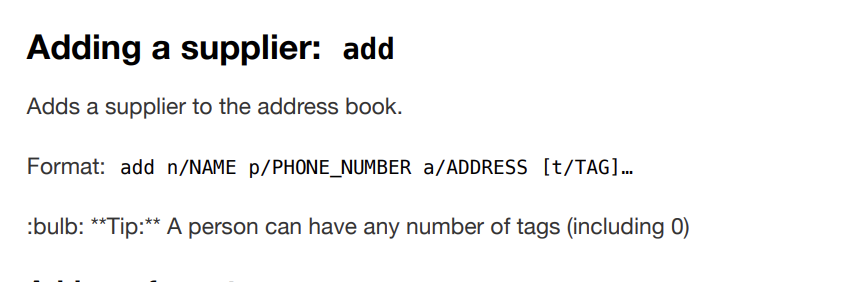 Adding a supplier: add
Adds a supplier to the address book.
Format: add n/NAME p/PHONE_NUMBER a/ADDRESS [t/TAG]…
:bulb: **Tip:** A person can have any number of tags (including 0)